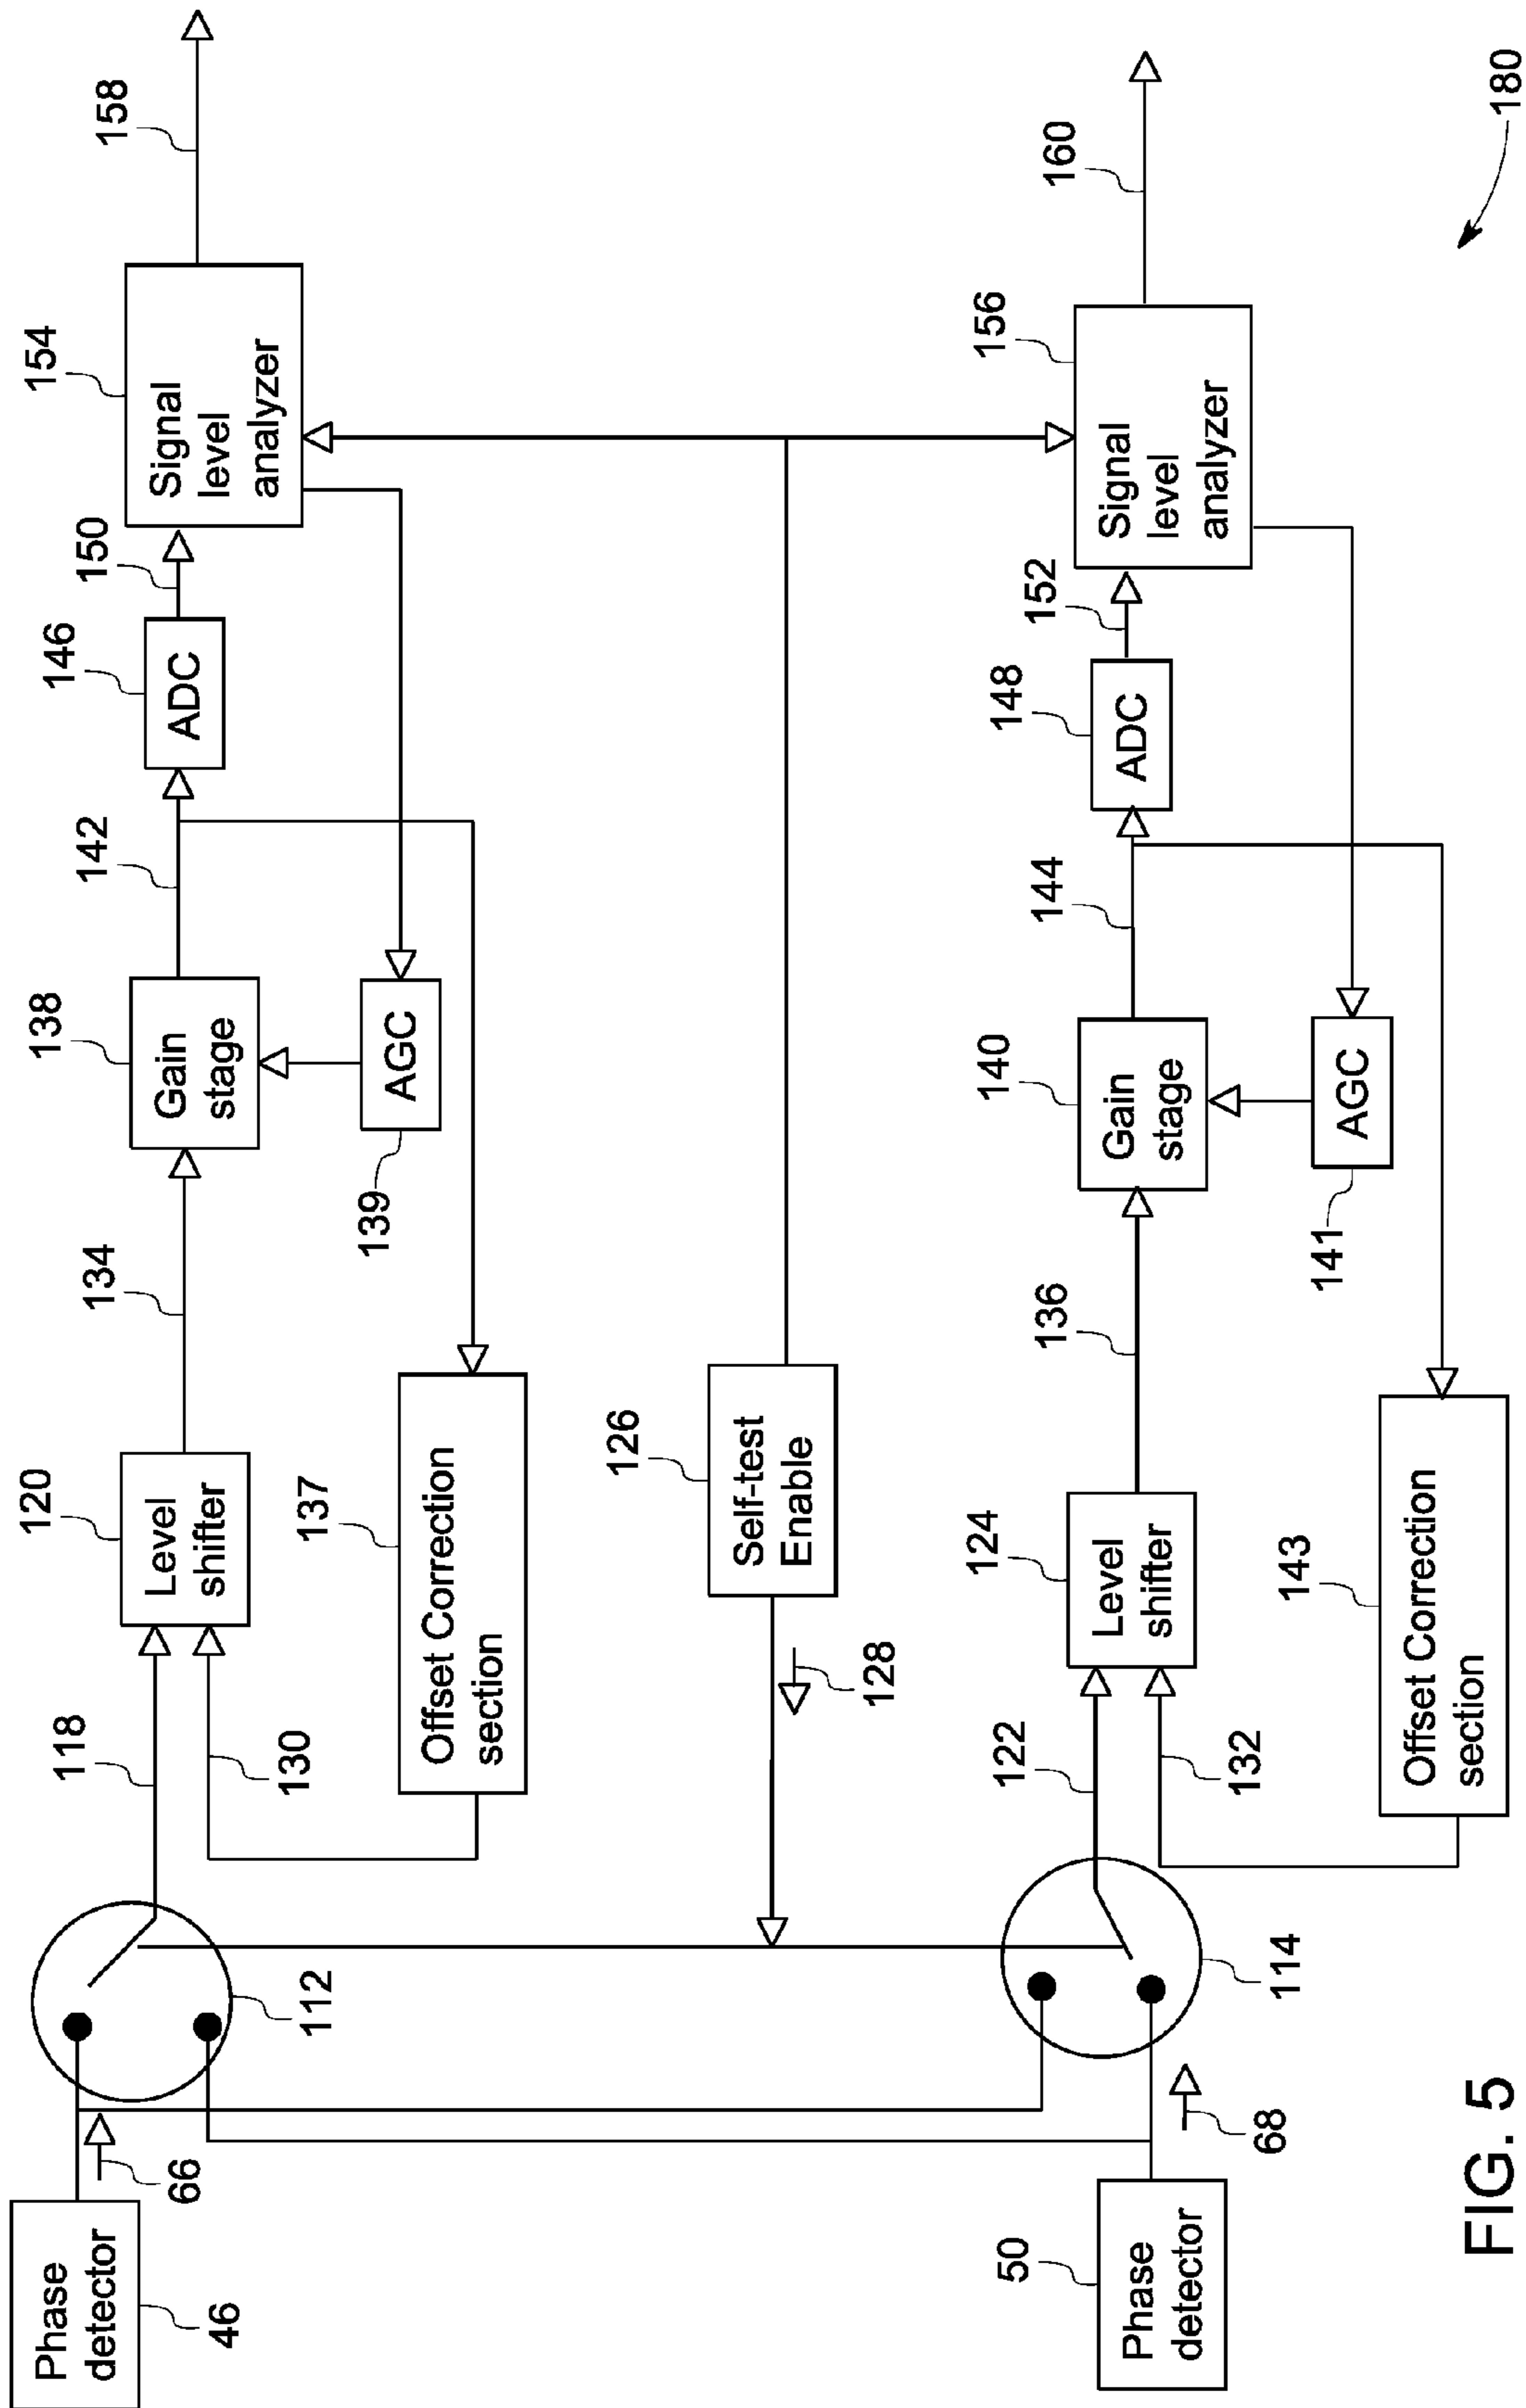 158
154
Signal
level
analyzer
150
146
ADC
142
138
Gain
stage
AGC
139
134
120
Level
shifter
118
130
137
Offset Correction
section
112
66
Phase
detector
46
126
Self-test
Enable
128
160
156
Signal
level
analyzer
152
148
ADC
144
140
Gain
stage
AGC
141
136
124
Level
shifter
122
132
143
Offset Correction
section
114
68
50
Phase
detector
180
FIG. 5